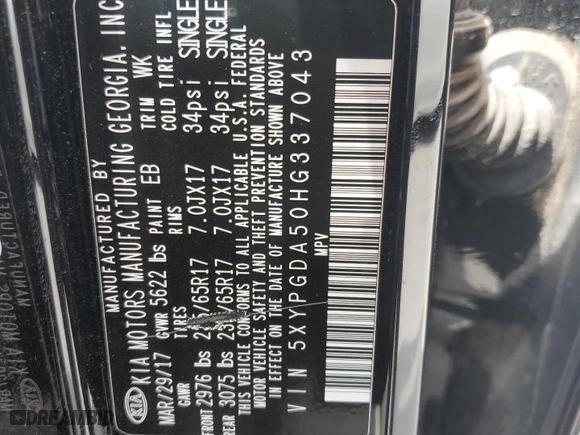 MANUFACTURED BY
KIA KIA MOTORS MANUFACTURING GEORGIA, INC
MAR/29/17 GVWR 5622 lbs PAINT EB TRIM WK
GAWR TIRES RIMS COLD TIRE INFL
FRONT 2976 lbs /65R17 7.0JX17 34psi SINGLE
REAR 3075 lbs /65R17 7.0JX17 34psi SINGLE
THIS VEHICLE CONFORMS TO ALL APPLICABLE U.S.A. FEDERAL
MOTOR VEHICLE SAFETY AND THEFT PREVENTION STANDARDS
IN EFFECT ON THE DATE OF MANUFACTURE SHOWN ABOVE
VIN 5XYPGDA50HG337043
MPV
DREAMBID